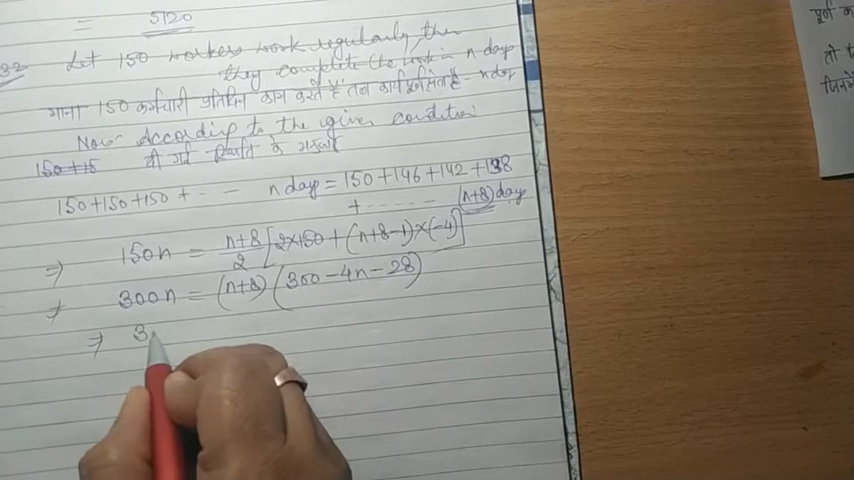 = 5120
32 Let 150 workers work regularly, then
they complete the work in n day
माना 150 कर्मचारी प्रतिदिन काम करते हैं तब कार्य पूर्ण होता है = n day
Now According to the given condition
150+15 दी गई स्थिति के अनुसार
150+150+150+ - - - n day = 150+146+142+138
+ - - - - - (n+8) day
⇒ 150n = n+8/2 [2×150+(n+8-1)×(-4)]
⇒ 300n = (n+8) (300-4n-28)
⇒ 3
पूर्ण क
तो